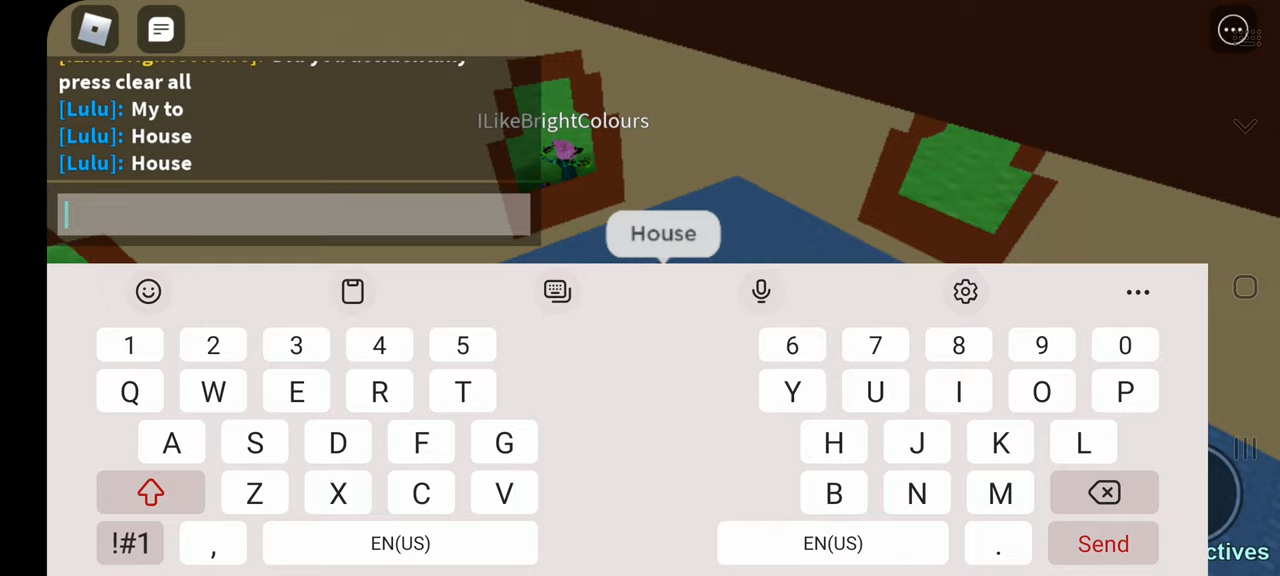 press clear all
[Lulu]: My to
[Lulu]: House
[Lulu]: House
ILikeBrightColours
House
1 2 3 4 5 6 7 8 9 0
Q W E R T Y U I O P
A S D F G H J K L
Z X C V B N M
!#1 , EN(US) EN(US) . Send
ctives